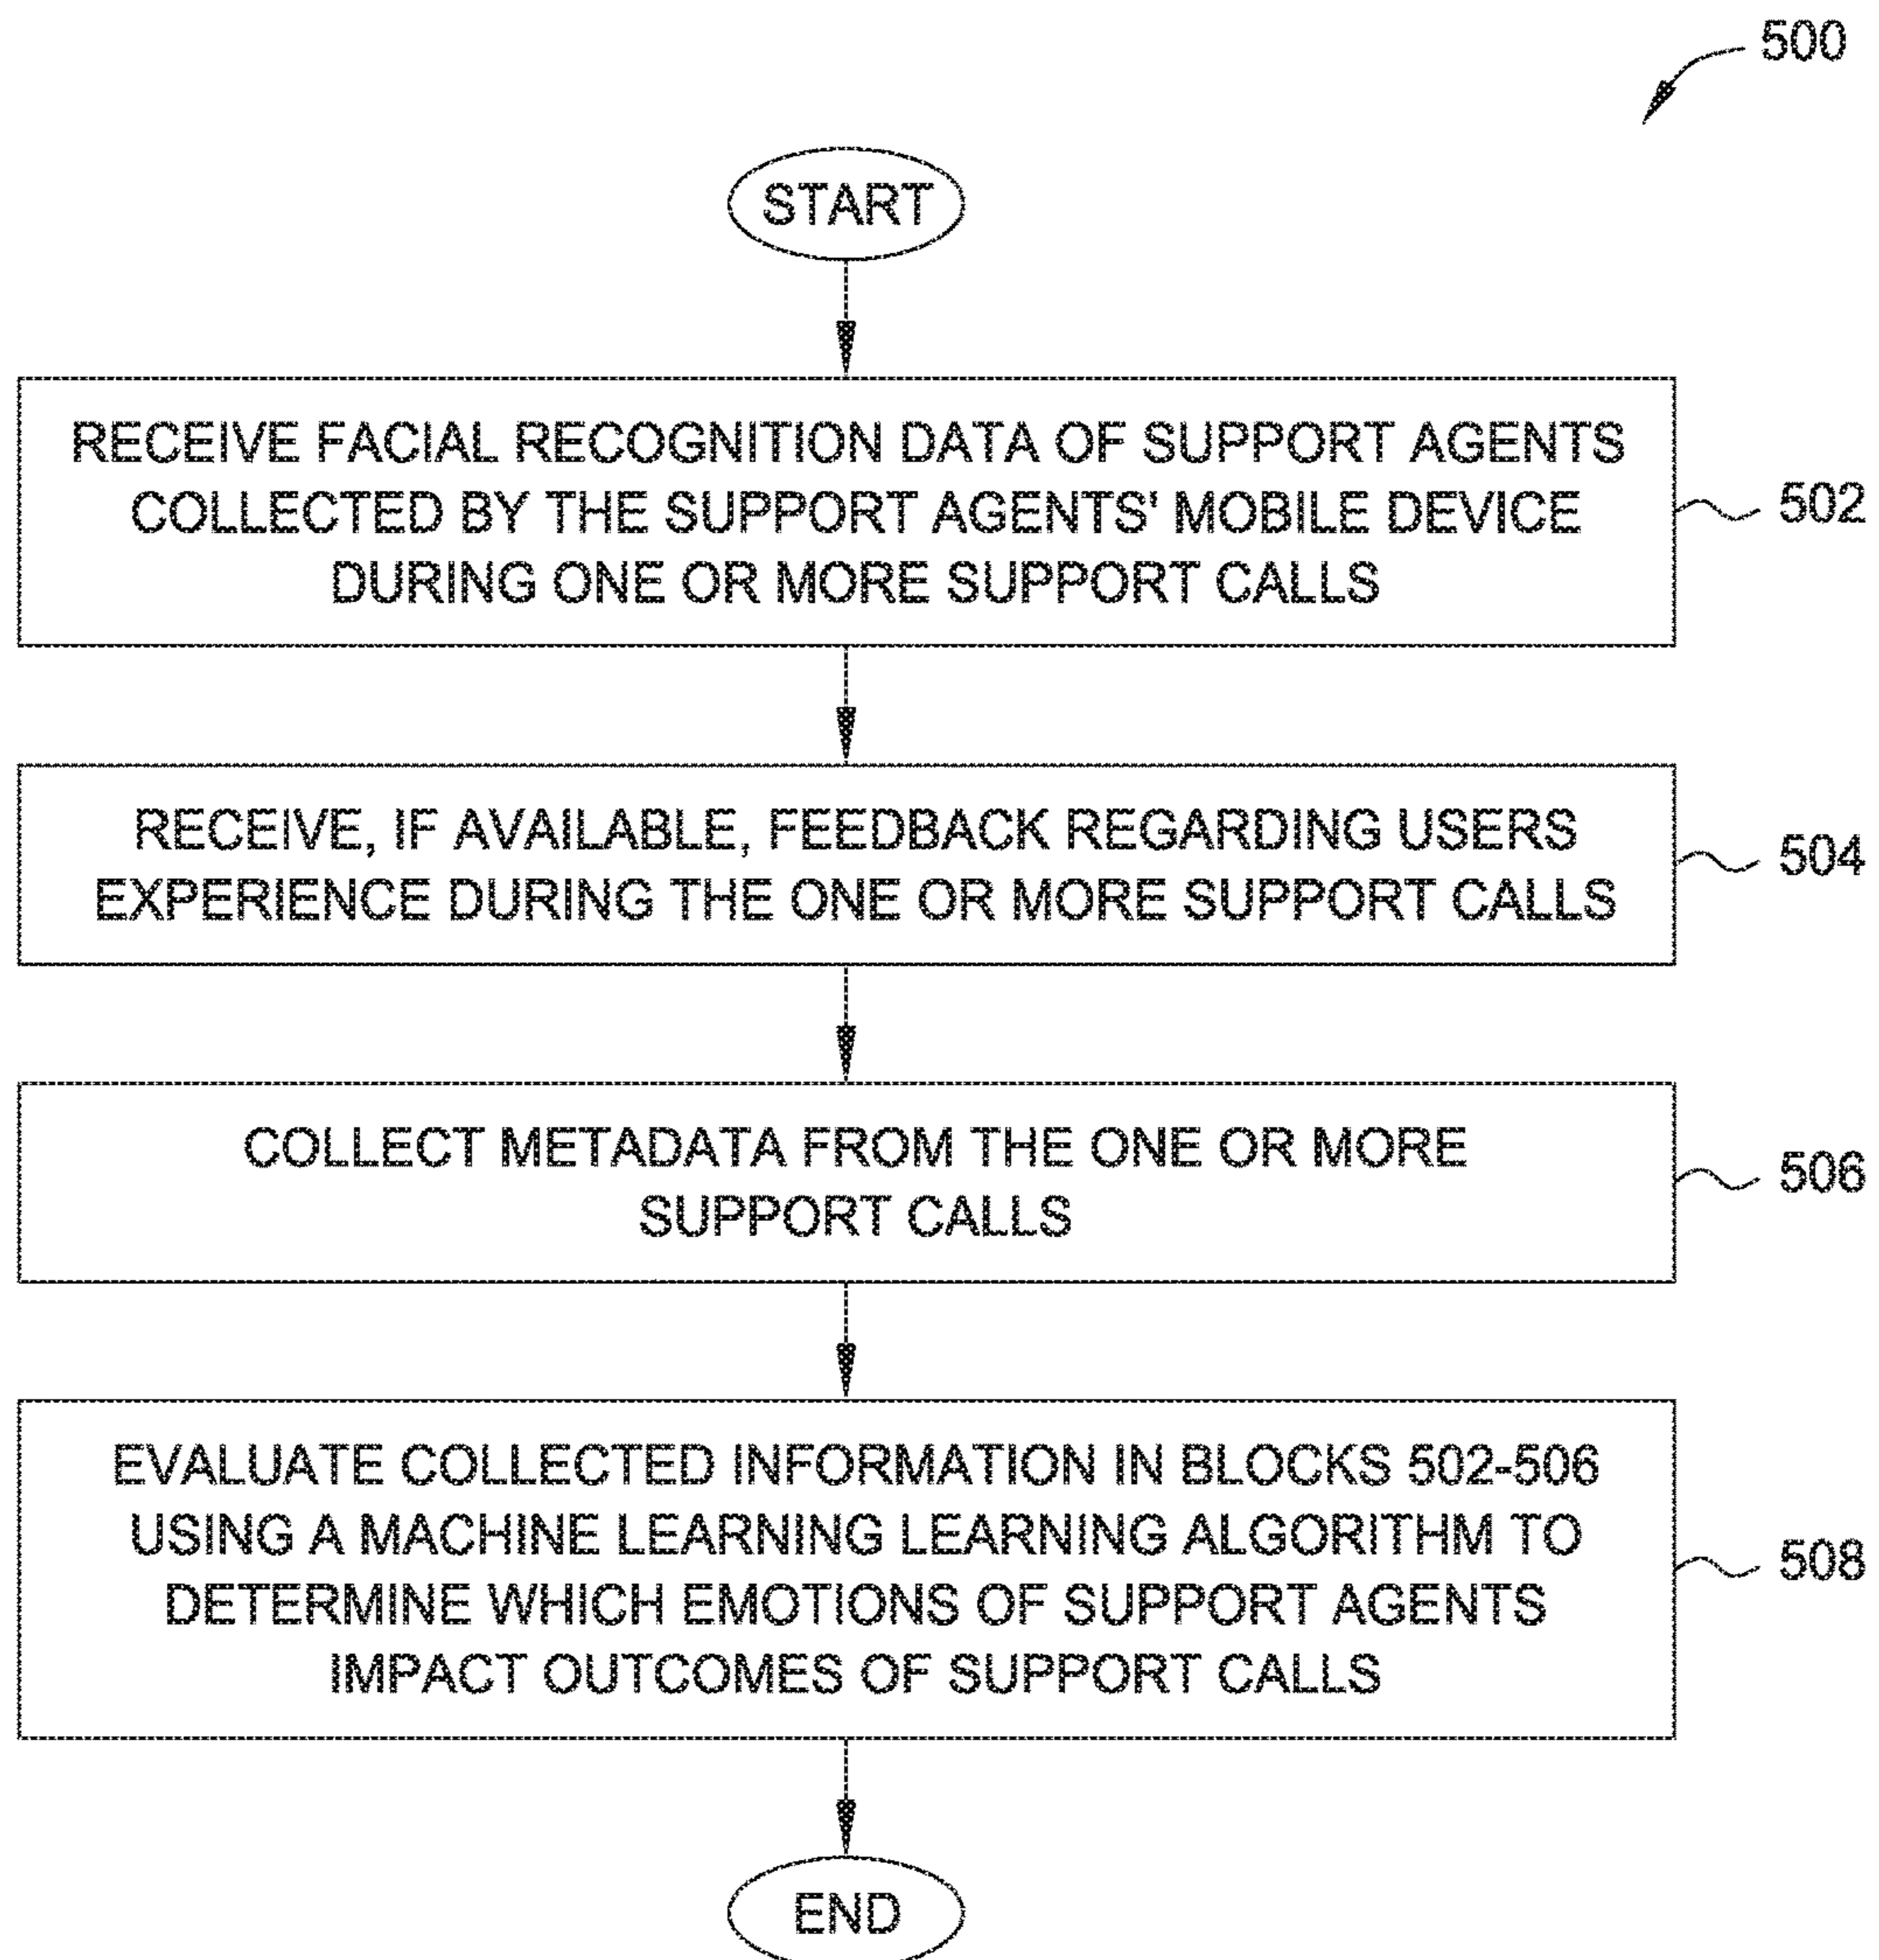 500
START
RECEIVE FACIAL RECOGNITION DATA OF SUPPORT AGENTS
COLLECTED BY THE SUPPORT AGENTS' MOBILE DEVICE
DURING ONE OR MORE SUPPORT CALLS
502
RECEIVE, IF AVAILABLE, FEEDBACK REGARDING USERS
EXPERIENCE DURING THE ONE OR MORE SUPPORT CALLS
504
COLLECT METADATA FROM THE ONE OR MORE
SUPPORT CALLS
506
EVALUATE COLLECTED INFORMATION IN BLOCKS 502-506
USING A MACHINE LEARNING LEARNING ALGORITHM TO
DETERMINE WHICH EMOTIONS OF SUPPORT AGENTS
IMPACT OUTCOMES OF SUPPORT CALLS
508
END